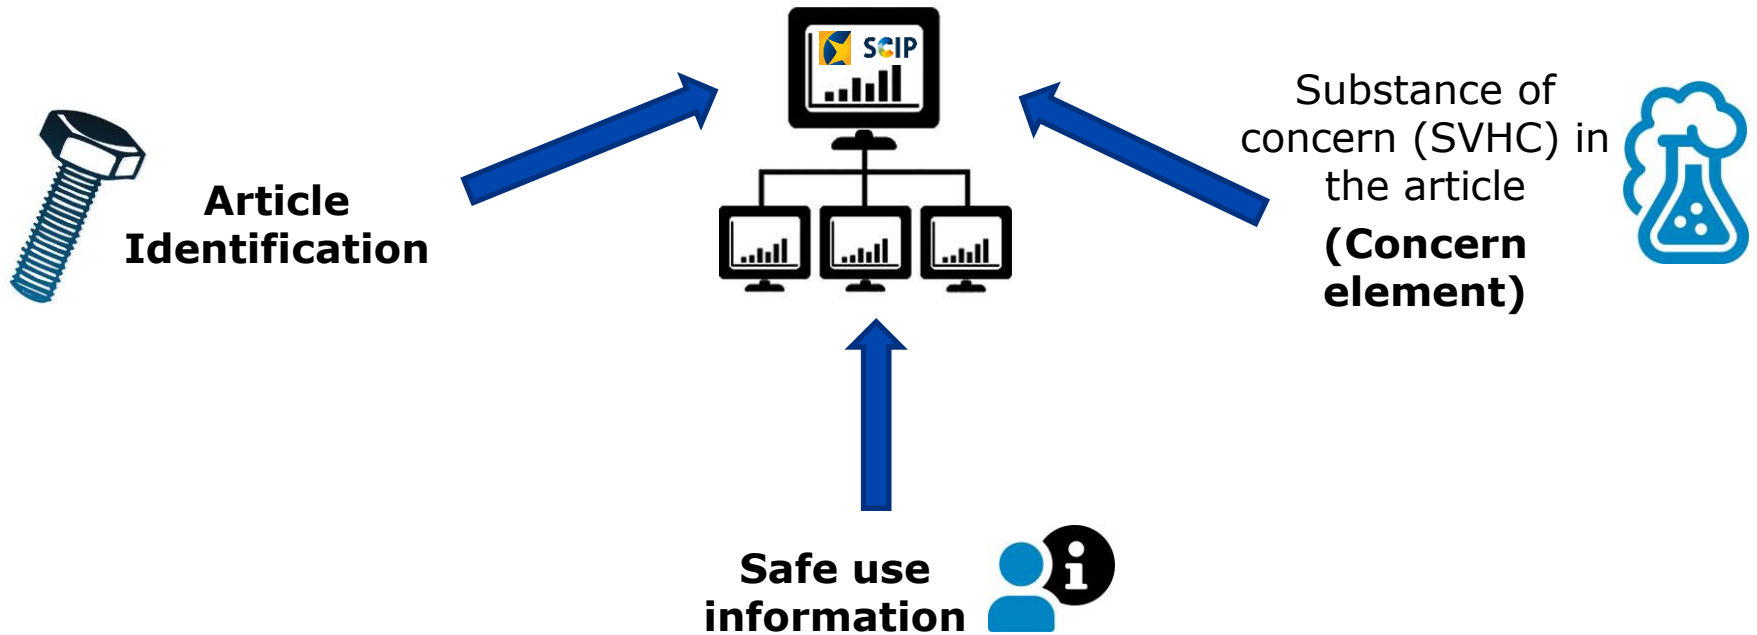 SCIP
Article
Identification
Substance of
concern (SVHC) in
the article
(Concern
element)
Safe use
information
i